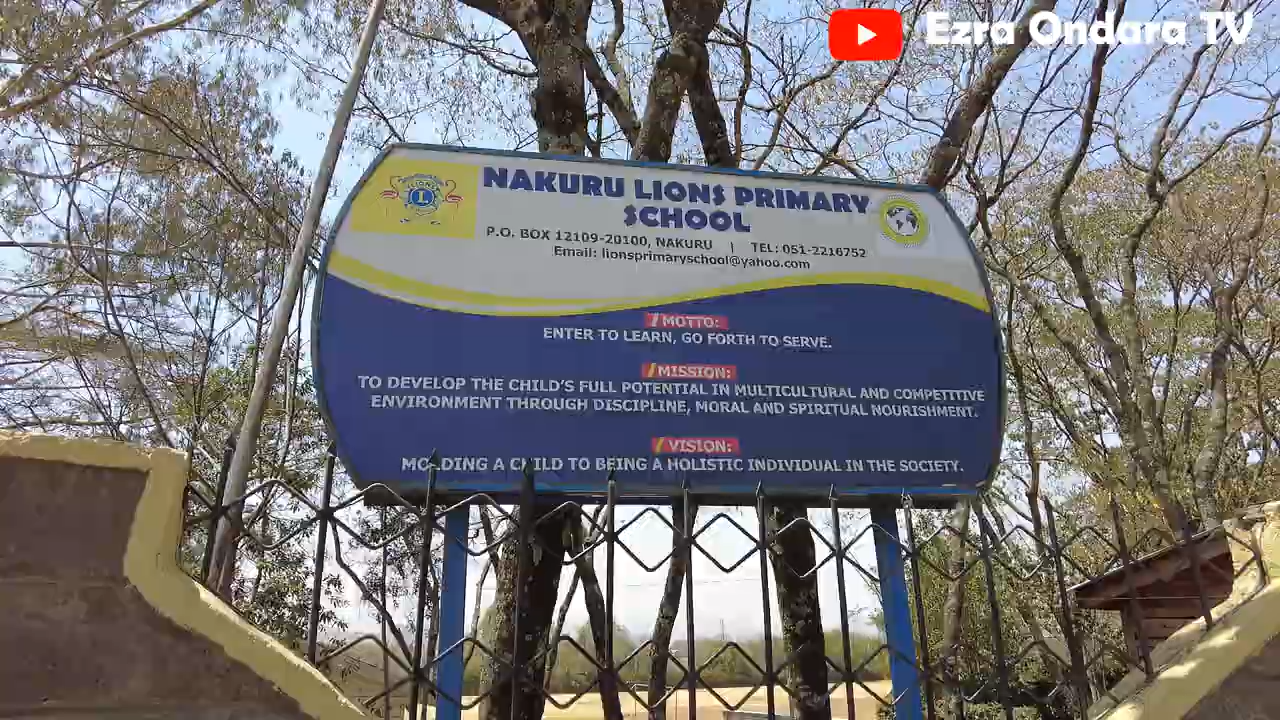 Ezra Ondara TV
LIONS
L
NAKURU LIONS PRIMARY
SCHOOL
P.O. BOX 12109-20100, NAKURU | TEL: 051-2216752
Email: lionsprimaryschool@yahoo.com
MOTTO:
ENTER TO LEARN, GO FORTH TO SERVE.
MISSION:
TO DEVELOP THE CHILD'S FULL POTENTIAL IN MULTICULTURAL AND COMPETITIVE
ENVIRONMENT THROUGH DISCIPLINE, MORAL AND SPIRITUAL NOURISHMENT.
VISION:
MOLDING A CHILD TO BEING A HOLISTIC INDIVIDUAL IN THE SOCIETY.